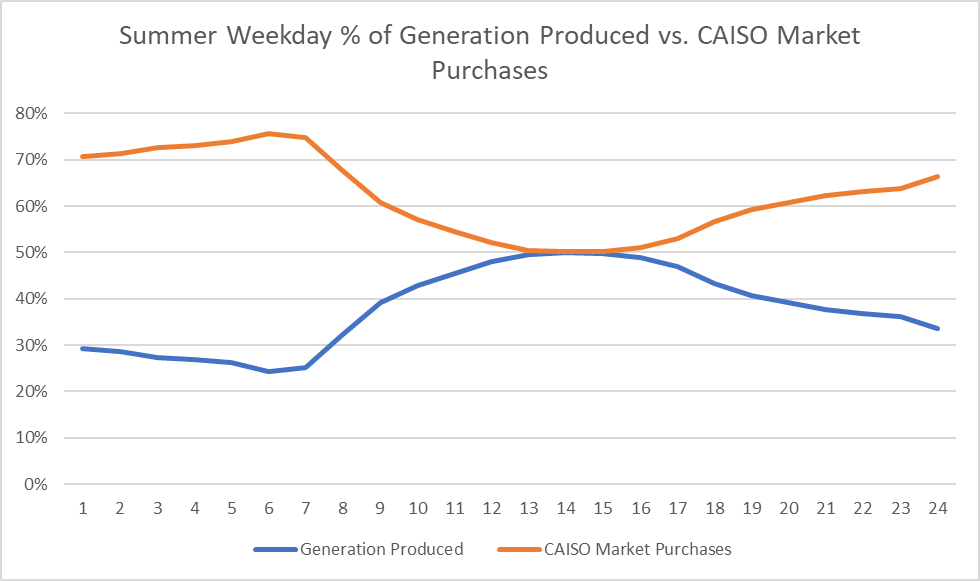 Summer Weekday % of Generation Produced vs. CAISO Market
Purchases
80%
70%
60%
50%
40%
30%
20%
10%
0%
1 2 3 4 5 6 7 8 9 10 11 12 13 14 15 16 17 18 19 20 21 22 23 24
Generation Produced CAISO Market Purchases